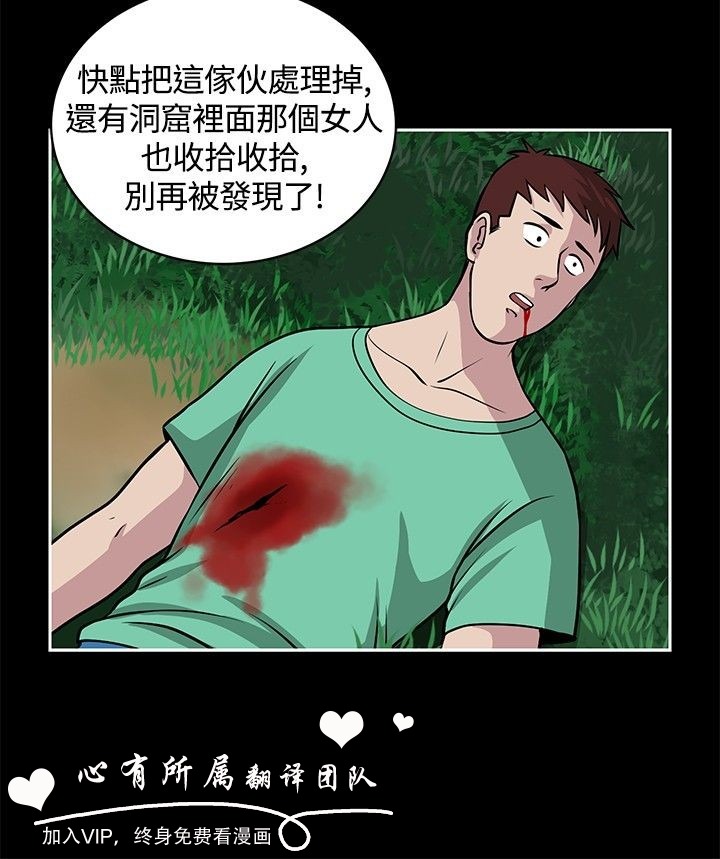 快點把這傢伙處理掉,
還有洞窟裡面那個女人
也收拾收拾,
別再被發現了!
心有所属翻译团队
加入VIP，终身免费看漫画